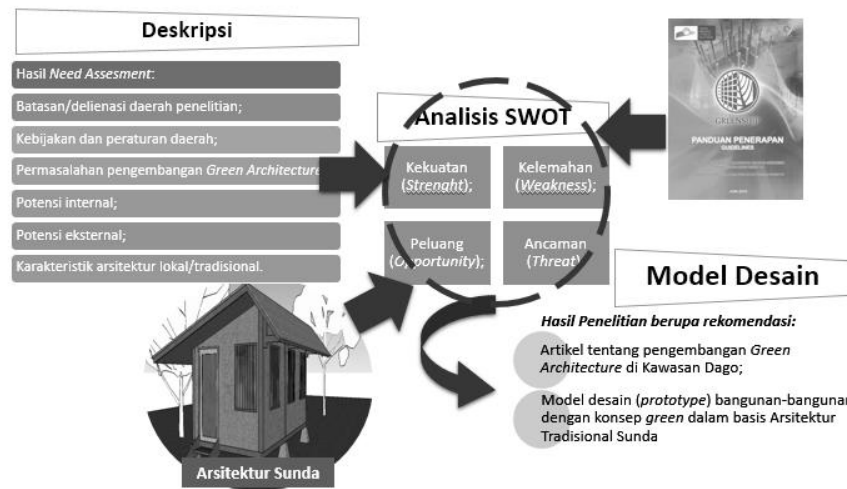 Deskripsi
Hasil Need Assesment:
Batasan/delienasi daerah penelitian;
Kebijakan dan peraturan daerah;
Permasalahan pengembangan Green Architecture
Potensi internal;
Potensi eksternal;
Karakteristik arsitektur lokal/tradisional.
Arsitektur Sunda
Analisis SWOT
Kekuatan
(Strenght);
Kelemahan
(Weakness);
Peluang
(Opportunity);
Ancaman
(Threat)
GREENSHIP
PANDUAN PENERAPAN
GUIDELINES
Model Desain
Hasil Penelitian berupa rekomendasi:
Artikel tentang pengembangan Green
Architecture di Kawasan Dago;
Model desain (prototype) bangunan-bangunan
dengan konsep green dalam basis Arsitektur
Tradisional Sunda